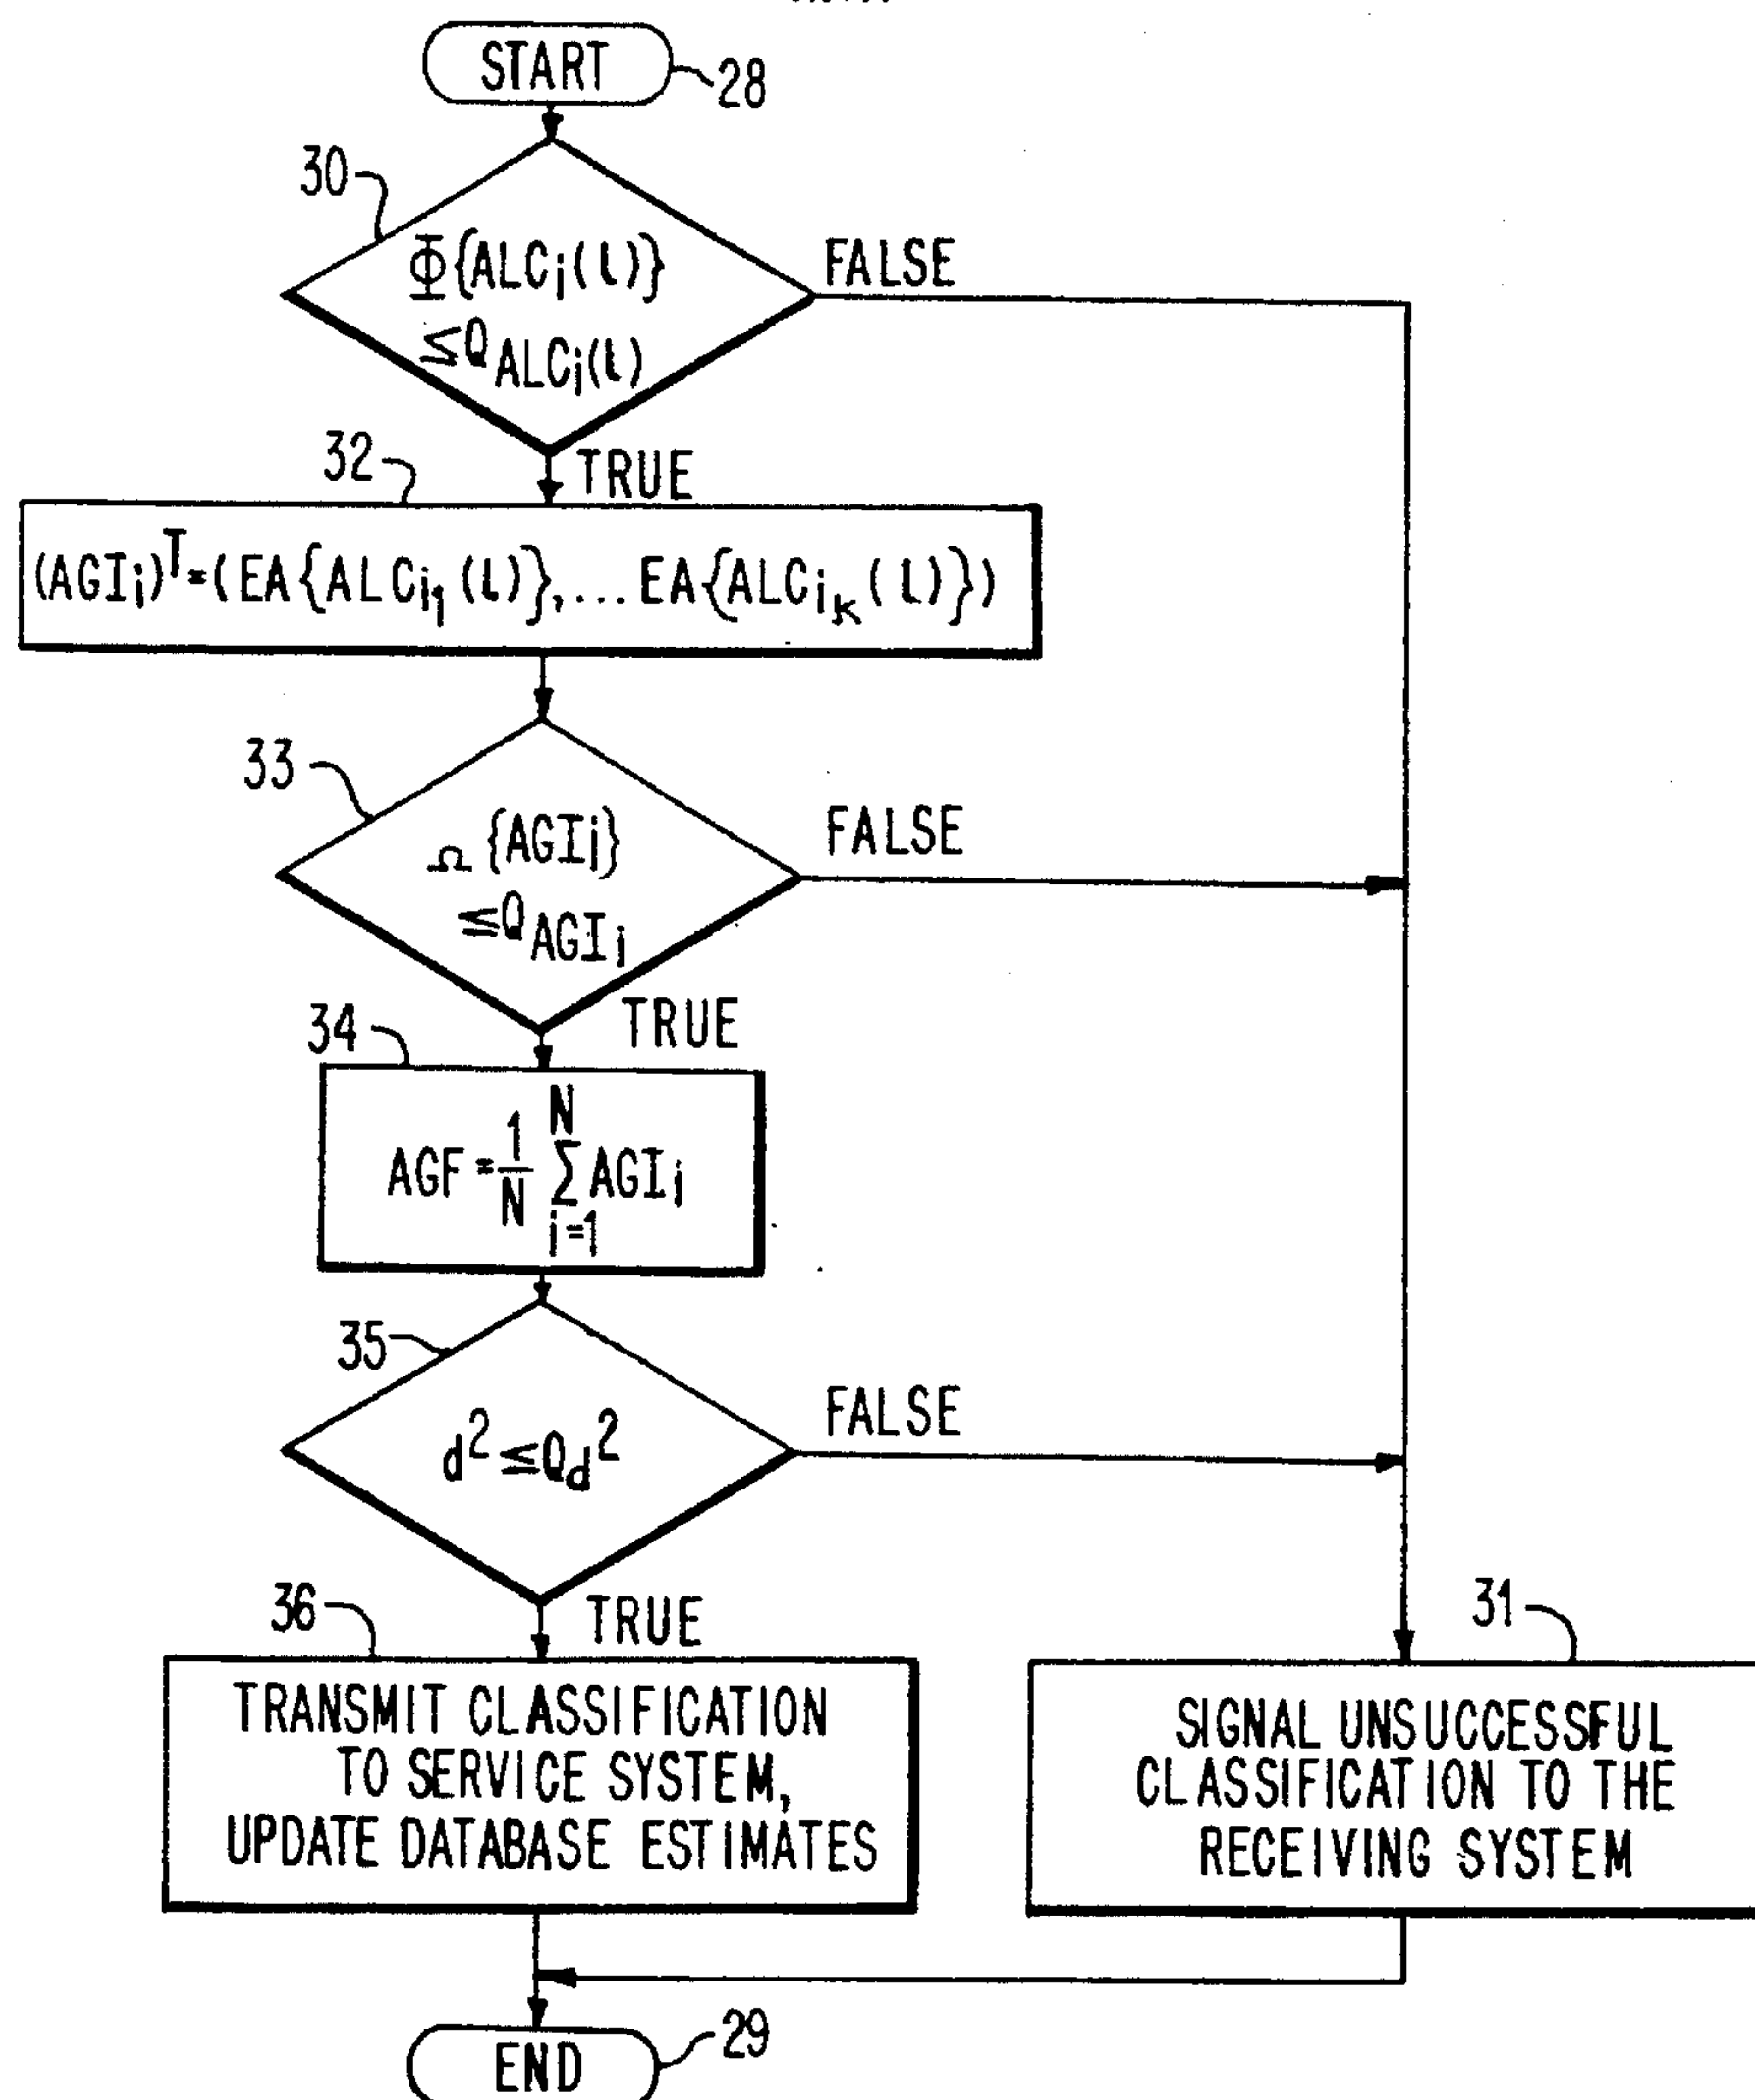 START
28
30
Φ{ALCi(l)}
≤QALCi(l)
FALSE
TRUE
32
(AGIi)T=(EA{ALCi1(l)},...EA{ALCik(l)})
33
Ω{AGIi}
≤QAGIi
FALSE
TRUE
34
AGF=1/N N∑i=1 AGIi
35
d²≤Qd²
FALSE
TRUE
36
TRANSMIT CLASSIFICATION
TO SERVICE SYSTEM,
UPDATE DATABASE ESTIMATES
31
SIGNAL UNSUCCESSFUL
CLASSIFICATION TO THE
RECEIVING SYSTEM
END
29